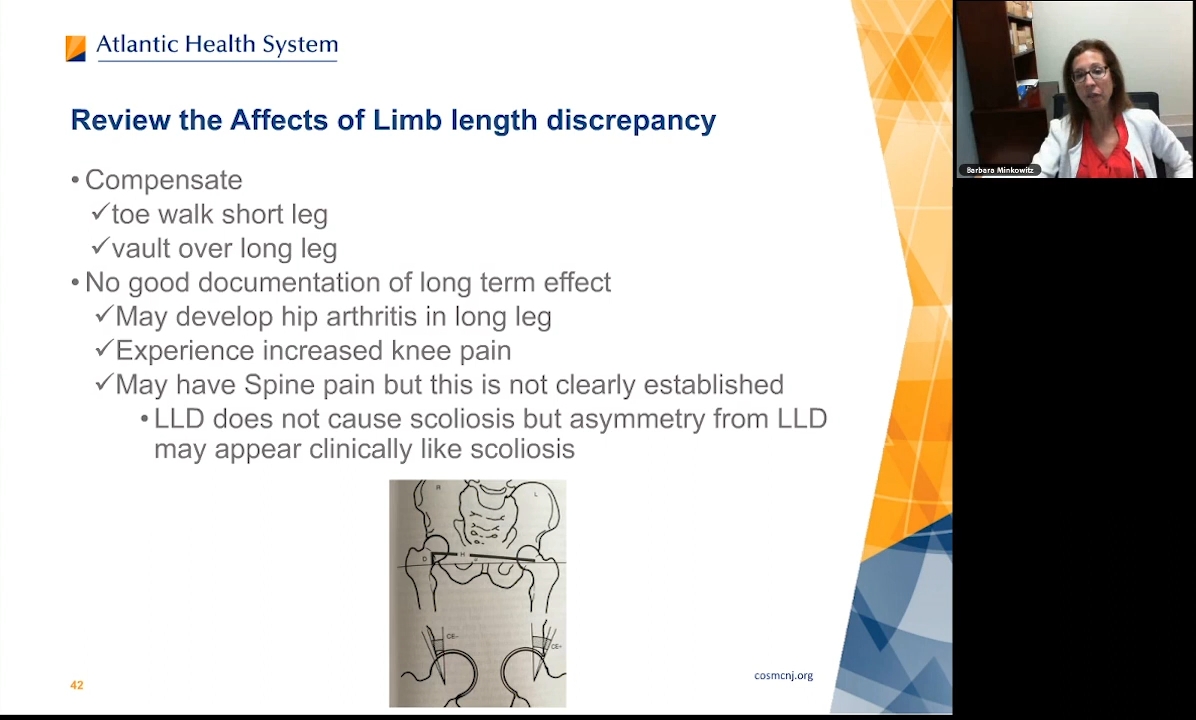 Atlantic Health System
Review the Affects of Limb length discrepancy
• Compensate
✓toe walk short leg
✓vault over long leg
• No good documentation of long term effect
✓May develop hip arthritis in long leg
✓Experience increased knee pain
✓May have Spine pain but this is not clearly established
• LLD does not cause scoliosis but asymmetry from LLD
may appear clinically like scoliosis
R
L
D
H
CE−
CE+
42
cosmcnj.org
Barbara Minkowitz